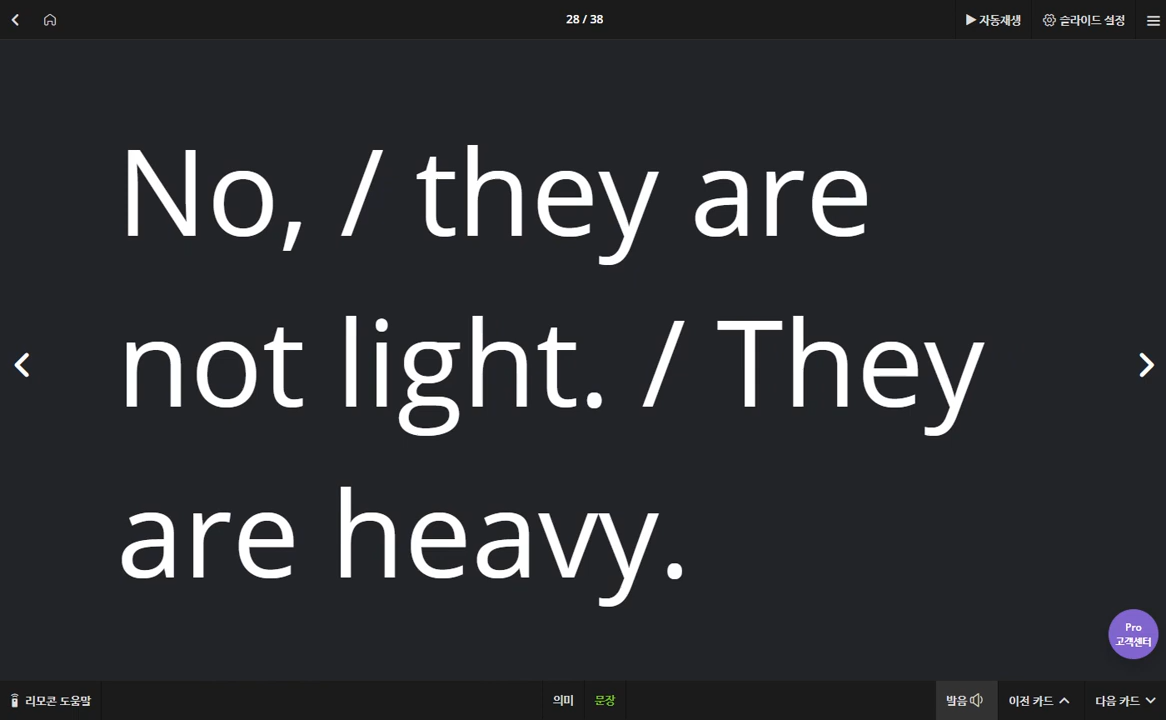 28 / 38
자동재생
슬라이드 설정
No, / they are
not light. / They
are heavy.
Pro
고객센터
리모콘 도움말
의미
문장
발음
이전 카드
다음 카드